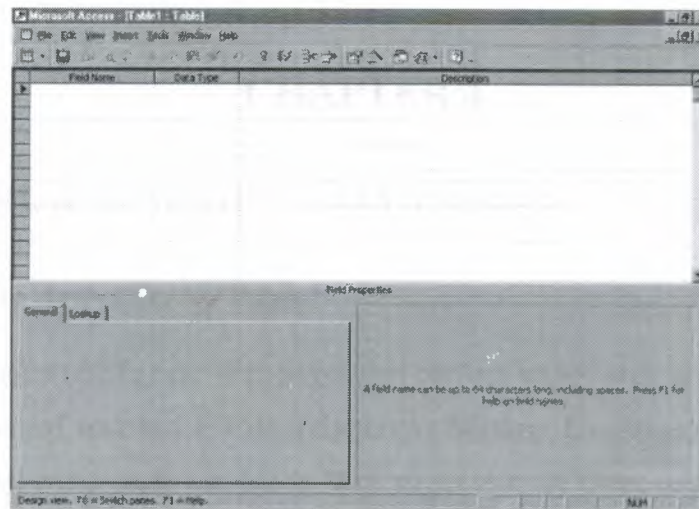 Microsoft Access - [Table1 : Table]
File Edit View Insert Tools Window Help
Field Name Data Type Description
Field Properties
General Lookup
A field name can be up to 64 characters long, including spaces. Press F1 for
help on field names.
Design view. F6 = Switch panes. F1 = Help. NUM